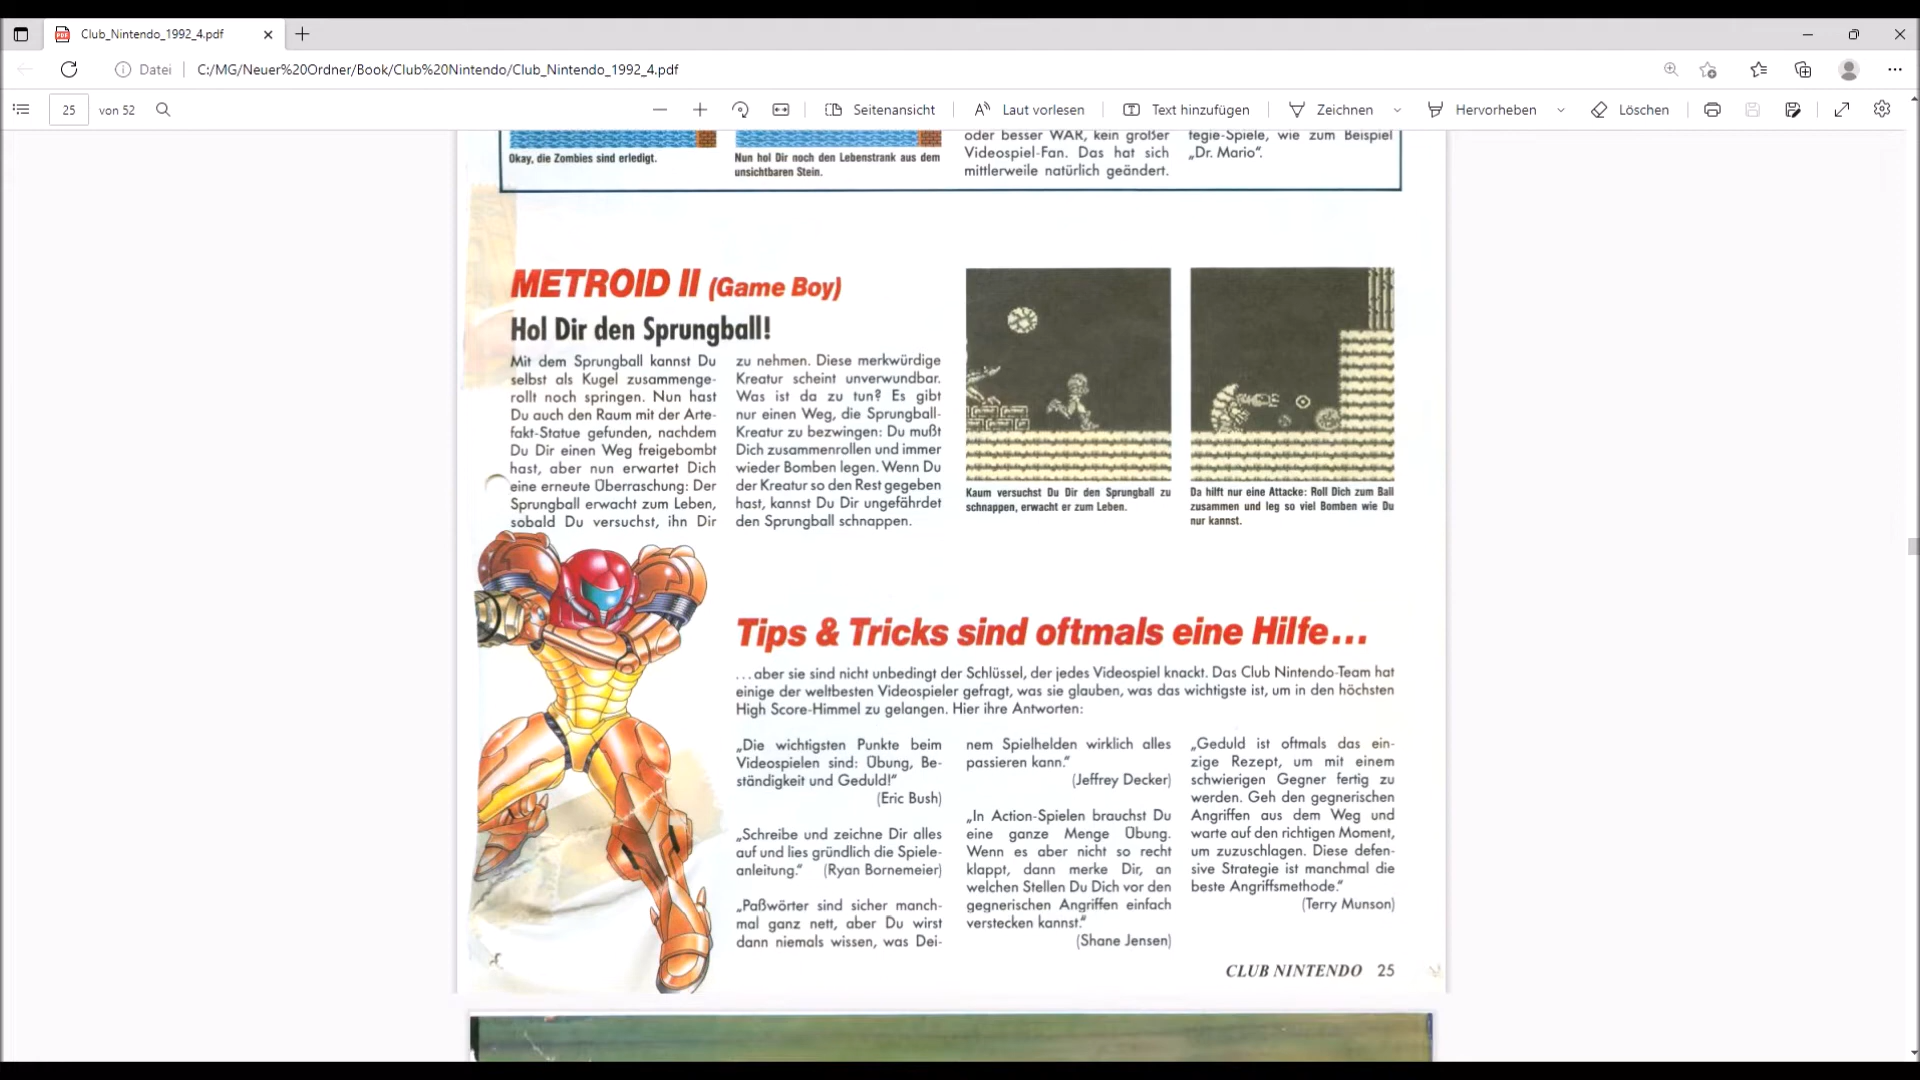 Club_Nintendo_1992_4.pdf
Datei
C:/MG/Neuer%20Ordner/Book/Club%20Nintendo/Club_Nintendo_1992_4.pdf
25
von 52
Seitenansicht
Laut vorlesen
Text hinzufügen
Zeichnen
Hervorheben
Löschen
Okay, die Zombies sind erledigt.
Nun hol Dir noch den Lebenstrank aus dem
unsichtbaren Stein.
oder besser WAR, kein großer
Videospiel-Fan. Das hat sich
mittlerweile natürlich geändert.
tegie-Spiele, wie zum Beispiel
„Dr. Mario“.
METROID II (Game Boy)
Hol Dir den Sprungball!
Mit dem Sprungball kannst Du
selbst als Kugel zusammenge-
rollt noch springen. Nun hast
Du auch den Raum mit der Arte-
fakt-Statue gefunden, nachdem
Du Dir einen Weg freigebombt
hast, aber nun erwartet Dich
eine erneute Überraschung: Der
Sprungball erwacht zum Leben,
sobald Du versuchst, ihn Dir
zu nehmen. Diese merkwürdige
Kreatur scheint unverwundbar.
Was ist da zu tun? Es gibt
nur einen Weg, die Sprungball-
Kreatur zu bezwingen: Du mußt
Dich zusammenrollen und immer
wieder Bomben legen. Wenn Du
der Kreatur so den Rest gegeben
hast, kannst Du Dir ungefährdet
den Sprungball schnappen.
Kaum versuchst Du Dir den Sprungball zu
schnappen, erwacht er zum Leben.
Da hilft nur eine Attacke: Roll Dich zum Ball
zusammen und leg so viel Bomben wie Du
nur kannst.
Tips & Tricks sind oftmals eine Hilfe...
...aber sie sind nicht unbedingt der Schlüssel, der jedes Videospiel knackt. Das Club Nintendo-Team hat
einige der weltbesten Videospieler gefragt, was sie glauben, was das wichtigste ist, um in den höchsten
High Score-Himmel zu gelangen. Hier ihre Antworten:
„Die wichtigsten Punkte beim
Videospielen sind: Übung, Be-
ständigkeit und Geduld!“
(Eric Bush)
„Schreibe und zeichne Dir alles
auf und lies gründlich die Spiele-
anleitung.“ (Ryan Bornemeier)
„Paßwörter sind sicher manch-
mal ganz nett, aber Du wirst
dann niemals wissen, was Dei-
nem Spielhelden wirklich alles
passieren kann.“
(Jeffrey Decker)
„In Action-Spielen brauchst Du
eine ganze Menge Übung.
Wenn es aber nicht so recht
klappt, dann merke Dir, an
welchen Stellen Du Dich vor den
gegnerischen Angriffen einfach
verstecken kannst.“
(Shane Jensen)
„Geduld ist oftmals das ein-
zige Rezept, um mit einem
schwierigen Gegner fertig zu
werden. Geh den gegnerischen
Angriffen aus dem Weg und
warte auf den richtigen Moment,
um zuzuschlagen. Diese defen-
sive Strategie ist manchmal die
beste Angriffsmethode.“
(Terry Munson)
CLUB NINTENDO 25